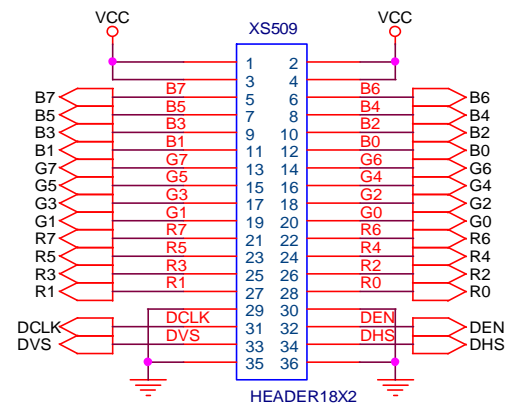 VCC XS509 VCC
1 2
3 4
B7 B7 5 6 B6 B6
B5 B5 7 8 B4 B4
B3 B3 9 10 B2 B2
B1 B1 11 12 B0 B0
G7 G7 13 14 G6 G6
G5 G5 15 16 G4 G4
G3 G3 17 18 G2 G2
G1 G1 19 20 G0 G0
R7 R7 21 22 R6 R6
R5 R5 23 24 R4 R4
R3 R3 25 26 R2 R2
R1 R1 27 28 R0 R0
29 30
DCLK DCLK 31 32 DEN DEN
DVS DVS 33 34 DHS DHS
35 36
HEADER18X2